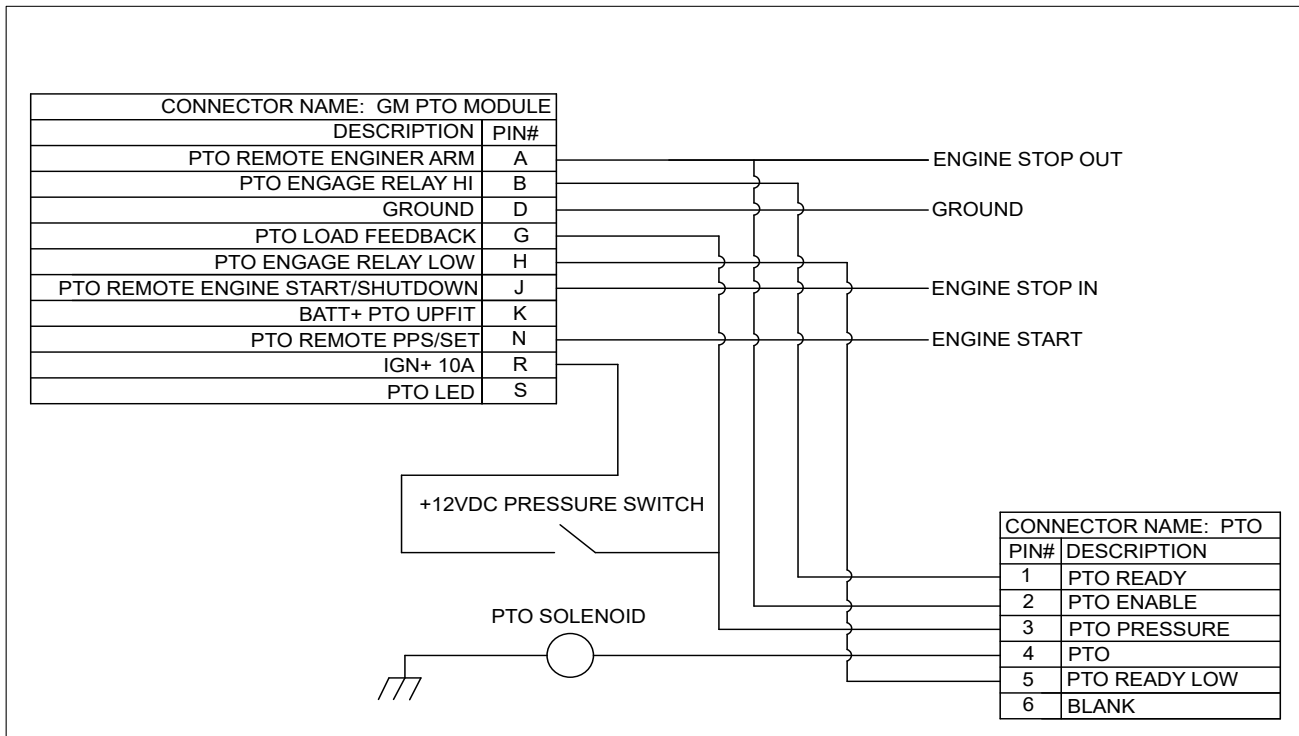 CONNECTOR NAME: GM PTO MODULE
DESCRIPTION PIN#
PTO REMOTE ENGINER ARM A
PTO ENGAGE RELAY HI B
GROUND D
PTO LOAD FEEDBACK G
PTO ENGAGE RELAY LOW H
PTO REMOTE ENGINE START/SHUTDOWN J
BATT+ PTO UPFIT K
PTO REMOTE PPS/SET N
IGN+ 10A R
PTO LED S
ENGINE STOP OUT
GROUND
ENGINE STOP IN
ENGINE START
+12VDC PRESSURE SWITCH
PTO SOLENOID
CONNECTOR NAME: PTO
PIN# DESCRIPTION
1 PTO READY
2 PTO ENABLE
3 PTO PRESSURE
4 PTO
5 PTO READY LOW
6 BLANK